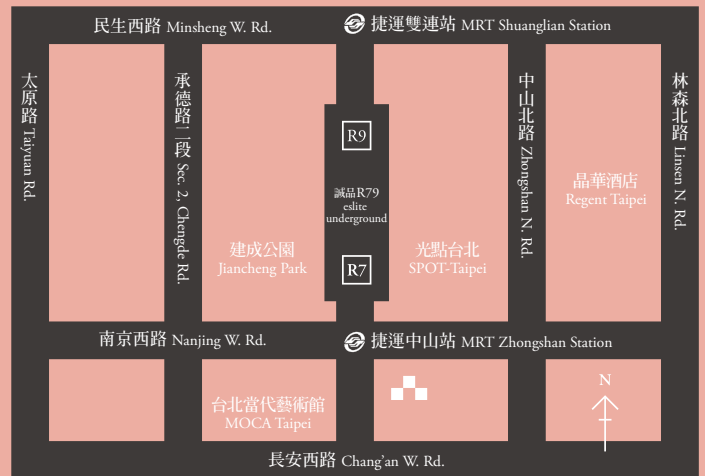 民生西路 Minsheng W. Rd.
捷運雙連站 MRT Shuanglian Station
太原路 Taiyuan Rd.
承德路二段 Sec. 2, Chengde Rd.
中山北路 Zhongshan N. Rd.
林森北路 Linsen N. Rd.
R9
誠品R79
eslite
underground
晶華酒店
Regent Taipei
建成公園
Jiancheng Park
R7
光點台北
SPOT-Taipei
南京西路 Nanjing W. Rd.
捷運中山站 MRT Zhongshan Station
台北當代藝術館
MOCA Taipei
N
長安西路 Chang'an W. Rd.